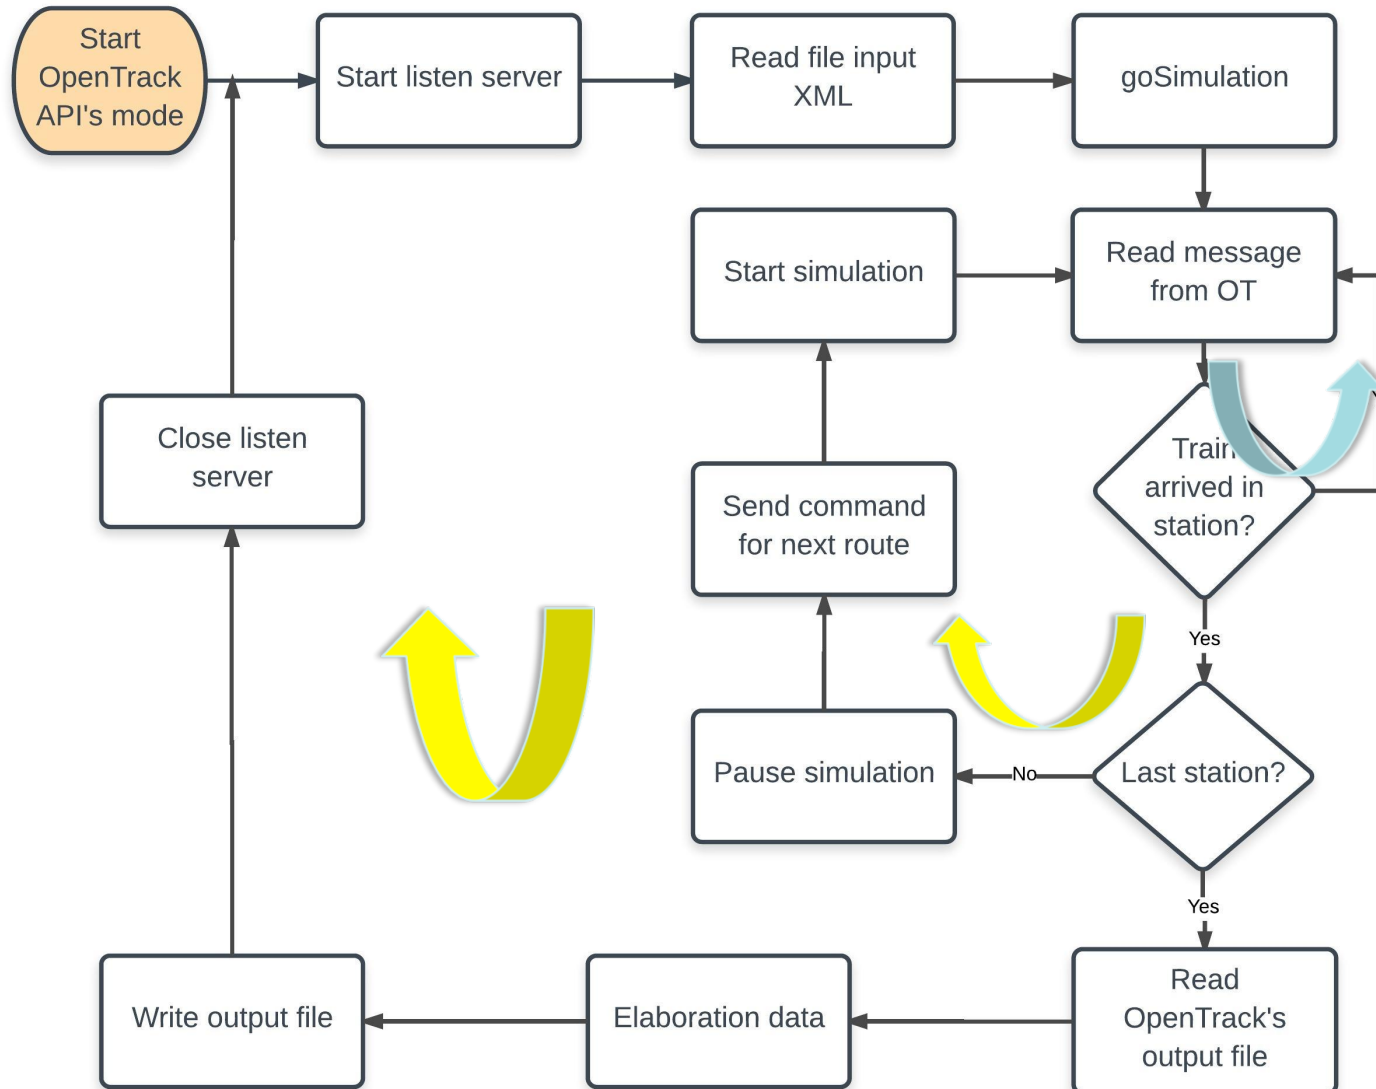 Start
OpenTrack
API's mode
Start listen server
Read file input
XML
goSimulation
Start simulation
Read message
from OT
Close listen
server
Send command
for next route
Train
arrived in
station?
Yes
Pause simulation
No
Last station?
Yes
Write output file
Elaboration data
Read
OpenTrack's
output file